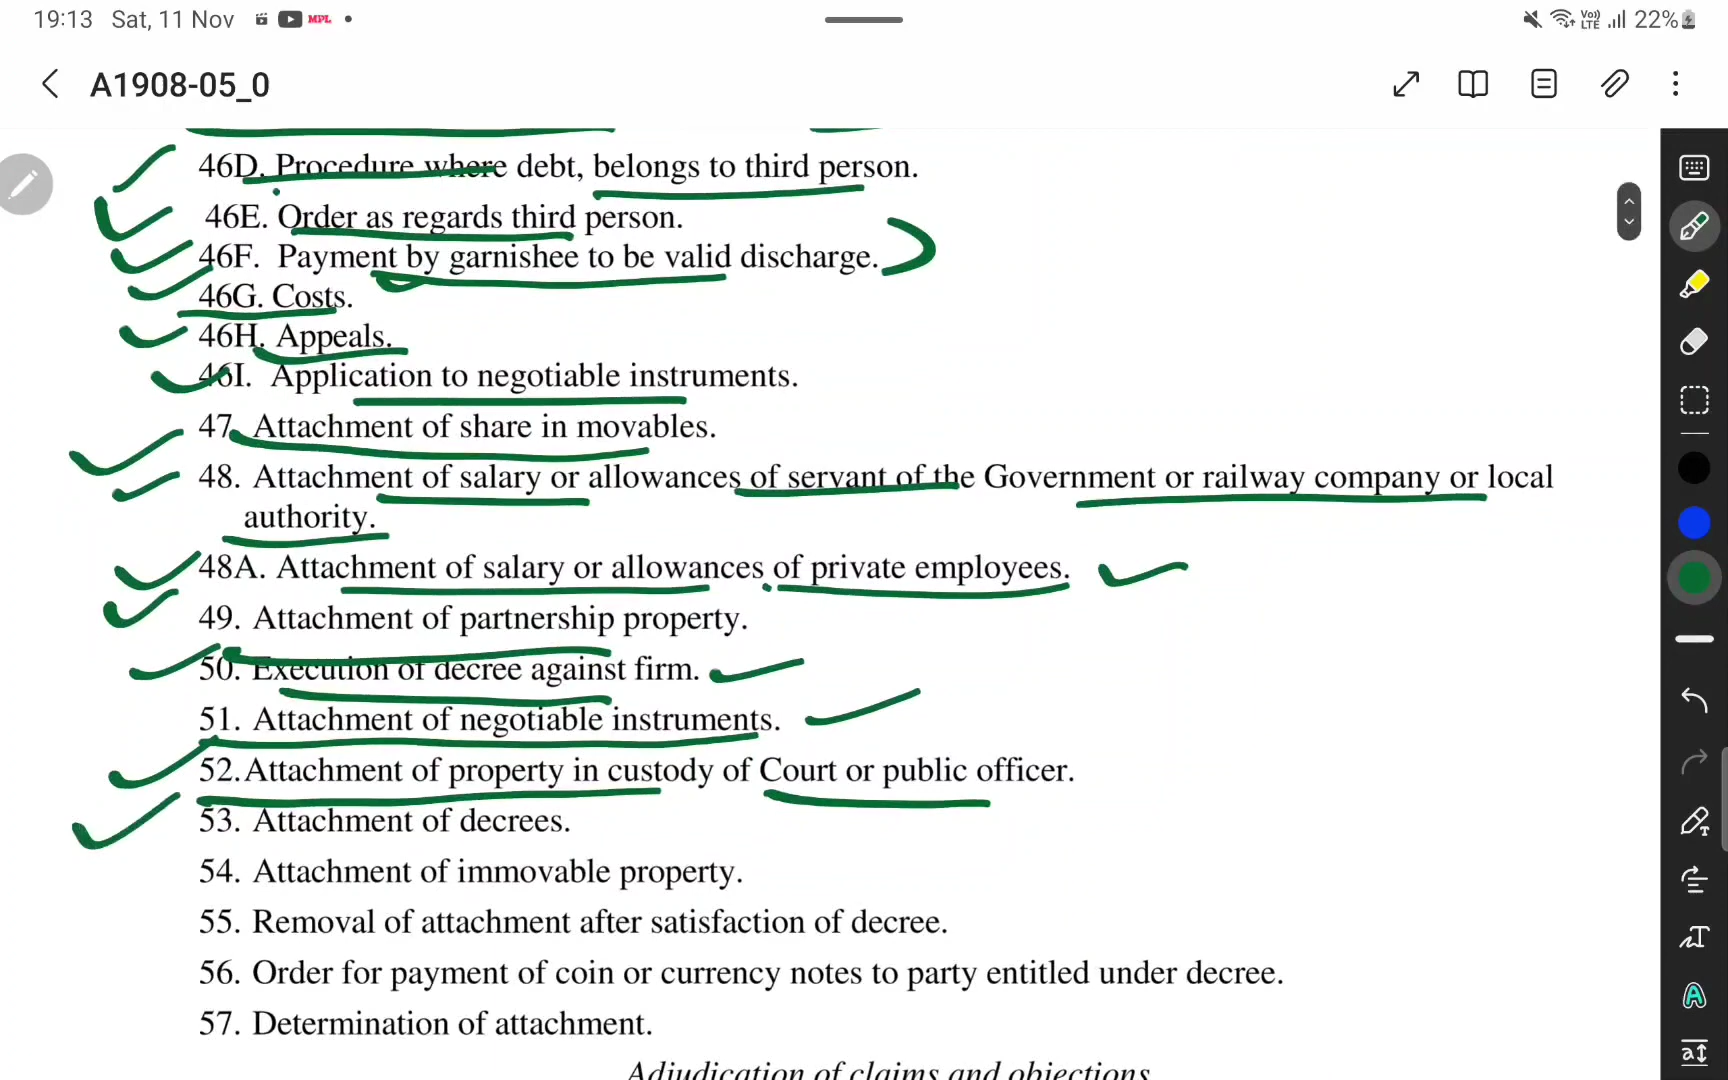 19:13 Sat, 11 Nov MPL Vo) LTE 22%
A1908-05_0
46D. Procedure where debt, belongs to third person.
46E. Order as regards third person.
46F. Payment by garnishee to be valid discharge.
46G. Costs.
46H. Appeals.
46I. Application to negotiable instruments.
47. Attachment of share in movables.
48. Attachment of salary or allowances of servant of the Government or railway company or local
authority.
48A. Attachment of salary or allowances of private employees.
49. Attachment of partnership property.
50. Execution of decree against firm.
51. Attachment of negotiable instruments.
52.Attachment of property in custody of Court or public officer.
53. Attachment of decrees.
54. Attachment of immovable property.
55. Removal of attachment after satisfaction of decree.
56. Order for payment of coin or currency notes to party entitled under decree.
57. Determination of attachment.
Adjudication of claims and objections